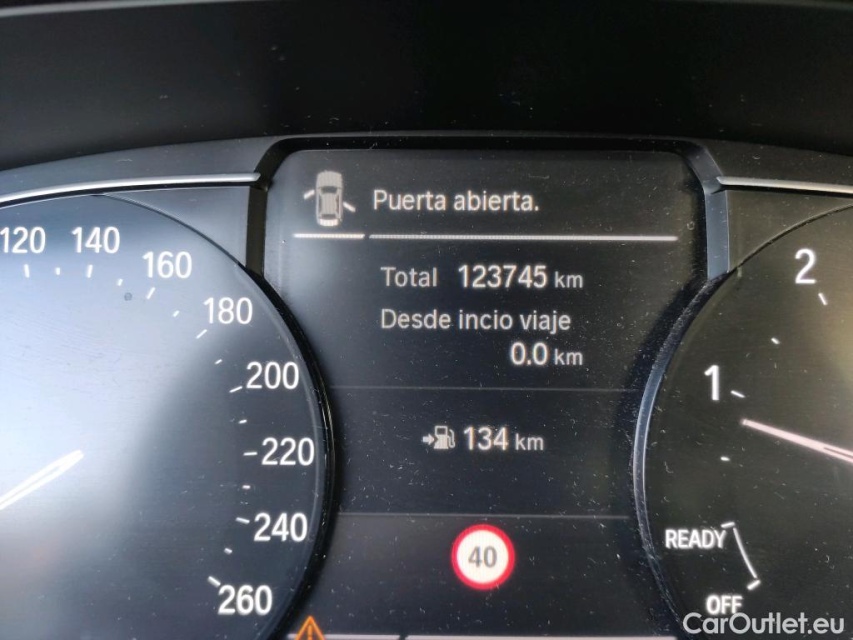 Puerta abierta.
Total 123745 km
Desde incio viaje
0.0 km
134 km
40
120
140
160
180
200
220
240
260
2
1
READY
OFF
CarOutlet.eu